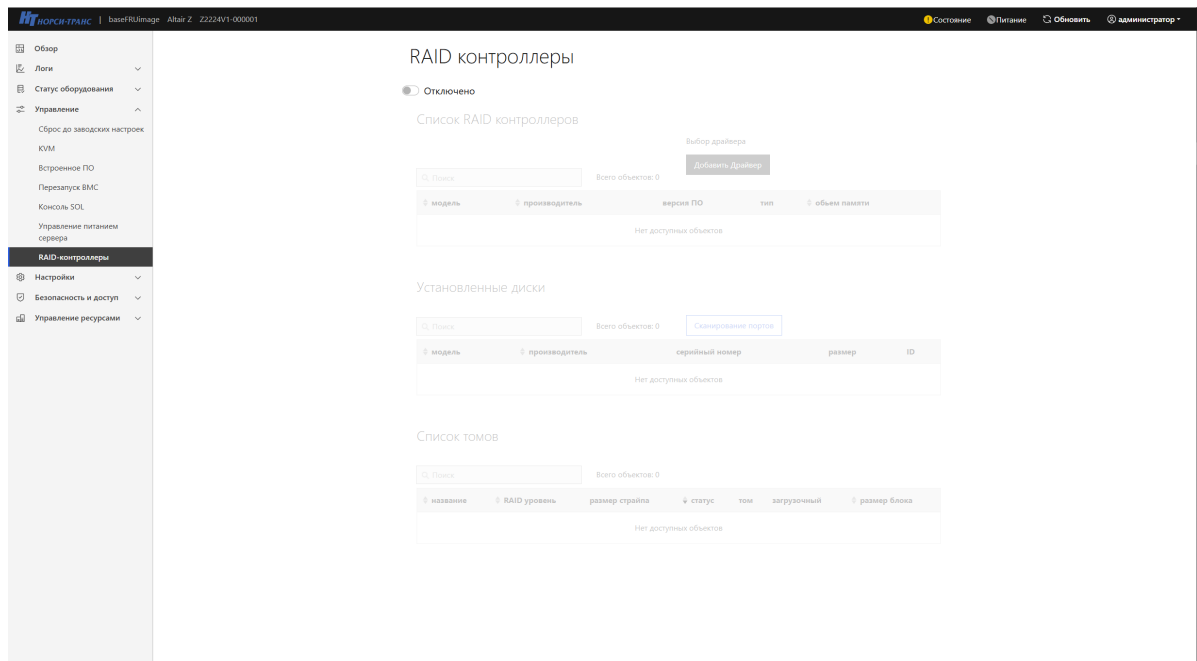 НТ НОРСИ-ТРАНС | baseFRUimage Altair Z Z2224V1-000001 Состояние Питание Обновить администратор
Обзор
Логи
Статус оборудования
Управление
Сброс до заводских настроек
KVM
Встроенное ПО
Перезапуск BMC
Консоль SOL
Управление питанием
сервера
RAID-контроллеры
Настройки
Безопасность и доступ
Управление ресурсами
RAID контроллеры
Отключено
Список RAID контроллеров
Выбор драйвера
Добавить Драйвер
Поиск Всего объектов: 0
модель производитель версия ПО тип обьем памяти
Нет доступных объектов
Установленные диски
Поиск Всего объектов: 0 Сканирование портов
модель производитель серийный номер размер ID
Нет доступных объектов
Список томов
Поиск Всего объектов: 0
название RAID уровень размер страйпа статус том загрузочный размер блока
Нет доступных объектов